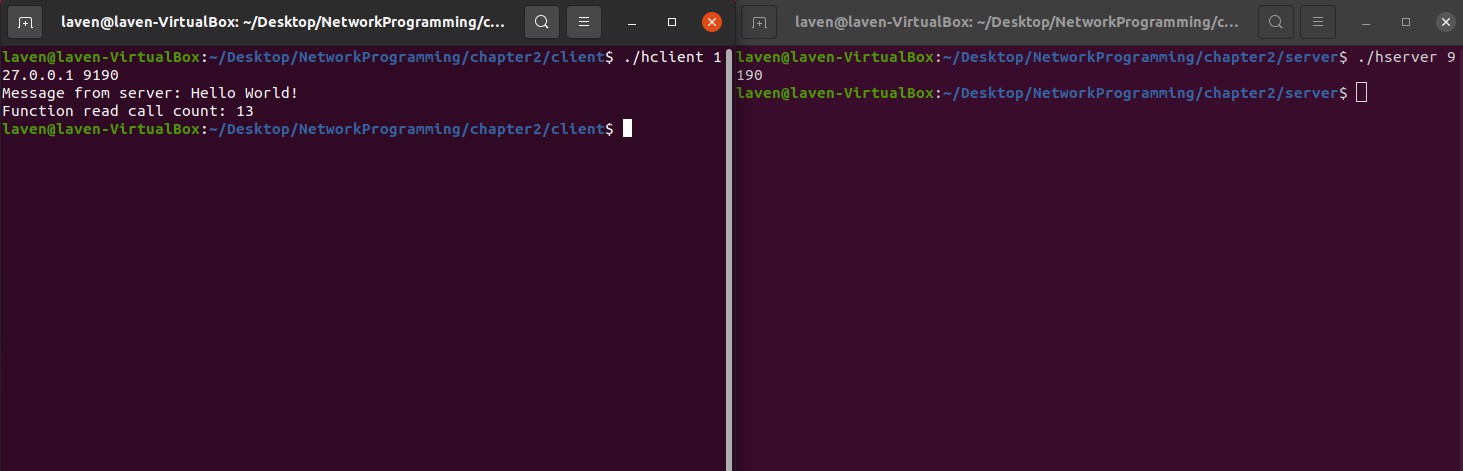 laven@laven-VirtualBox: ~/Desktop/NetworkProgramming/c...
laven@laven-VirtualBox:~/Desktop/NetworkProgramming/chapter2/client$ ./hclient 1
27.0.0.1 9190
Message from server: Hello World!
Function read call count: 13
laven@laven-VirtualBox:~/Desktop/NetworkProgramming/chapter2/client$
laven@laven-VirtualBox: ~/Desktop/NetworkProgramming/c...
laven@laven-VirtualBox:~/Desktop/NetworkProgramming/chapter2/server$ ./hserver 9
190
laven@laven-VirtualBox:~/Desktop/NetworkProgramming/chapter2/server$